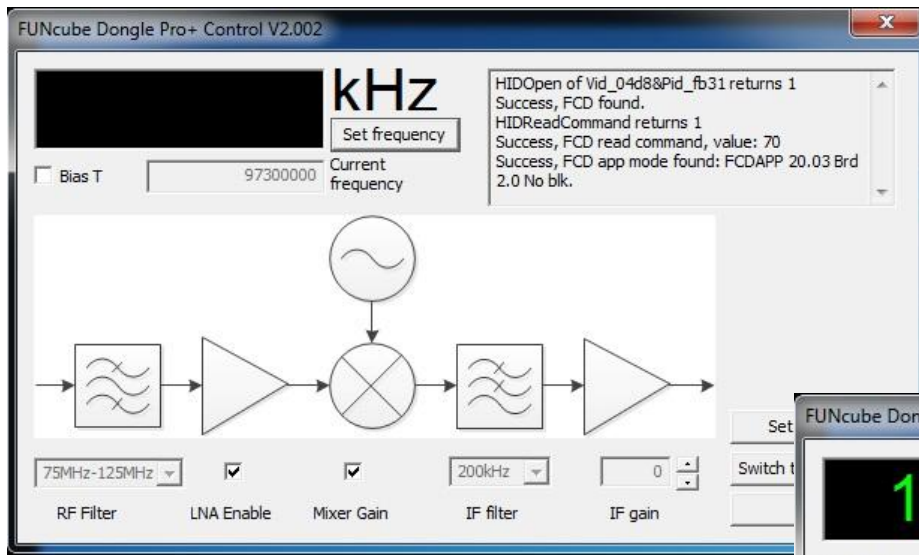 FUNcube Dongle Pro+ Control V2.002
kHz
Set frequency
HIDOpen of Vid_04d8&Pid_fb31 returns 1
Success, FCD found.
HIDReadCommand returns 1
Success, FCD read command, value: 70
Success, FCD app mode found: FCDAPP 20.03 Brd
2.0 No blk.
Bias T
97300000
Current
frequency
Set
Switch t
75MHz-125MHz
200kHz
0
RF Filter
LNA Enable
Mixer Gain
IF filter
IF gain
FUNcube Don
1